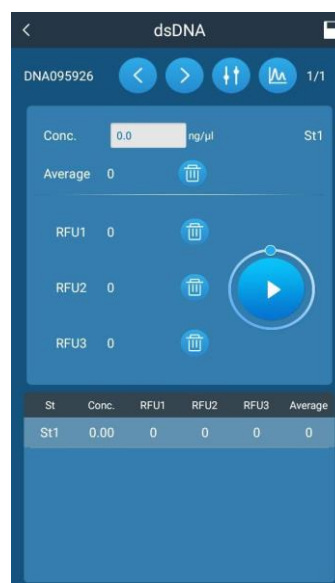 dsDNA
DNA095926 1/1
Conc. 0.0 ng/µl St1
Average 0
RFU1 0
RFU2 0
RFU3 0
St Conc. RFU1 RFU2 RFU3 Average
St1 0.00 0 0 0 0